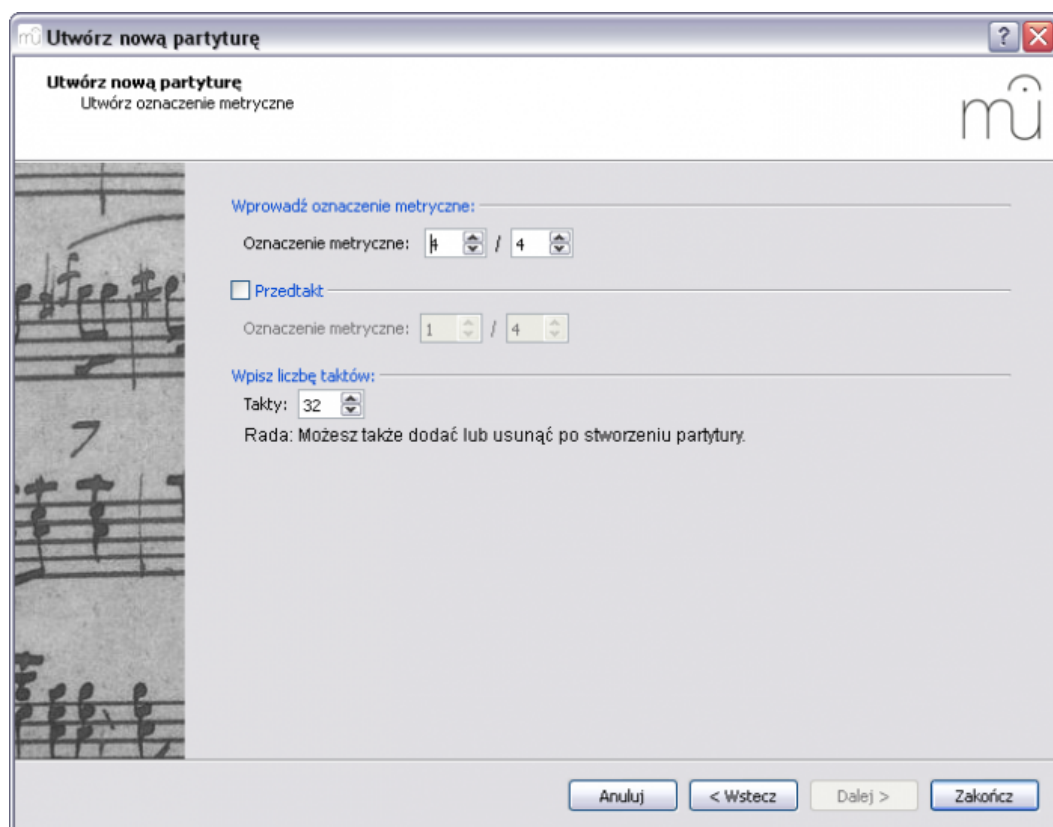 Utwórz nową partyturę
Utwórz nową partyturę
Utwórz oznaczenie metryczne
mu
Wprowadź oznaczenie metryczne:
Oznaczenie metryczne: 4 / 4
Przedtakt
Oznaczenie metryczne: 1 / 4
Wpisz liczbę taktów:
Takty: 32
Rada: Możesz także dodać lub usunąć po stworzeniu partytury.
7
Anuluj < Wstecz Dalej > Zakończ